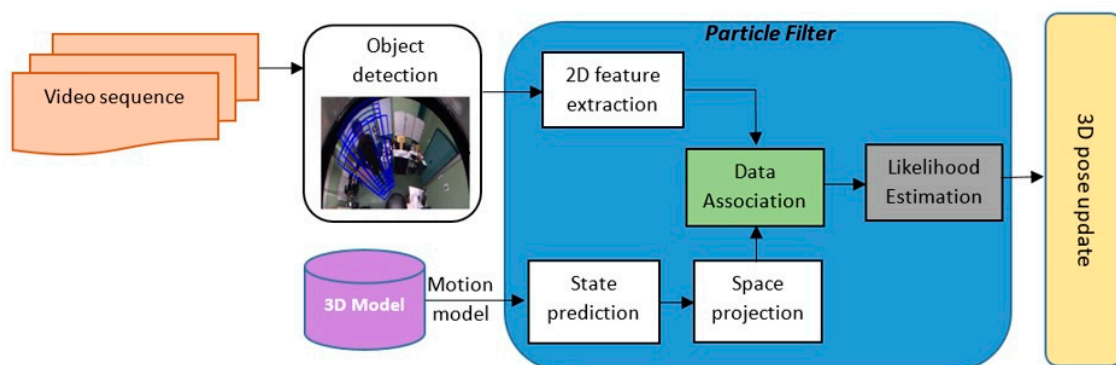 Video sequence
Object
detection
Particle Filter
2D feature
extraction
Data
Association
Likelihood
Estimation
3D pose update
3D Model
Motion
model
State
prediction
Space
projection